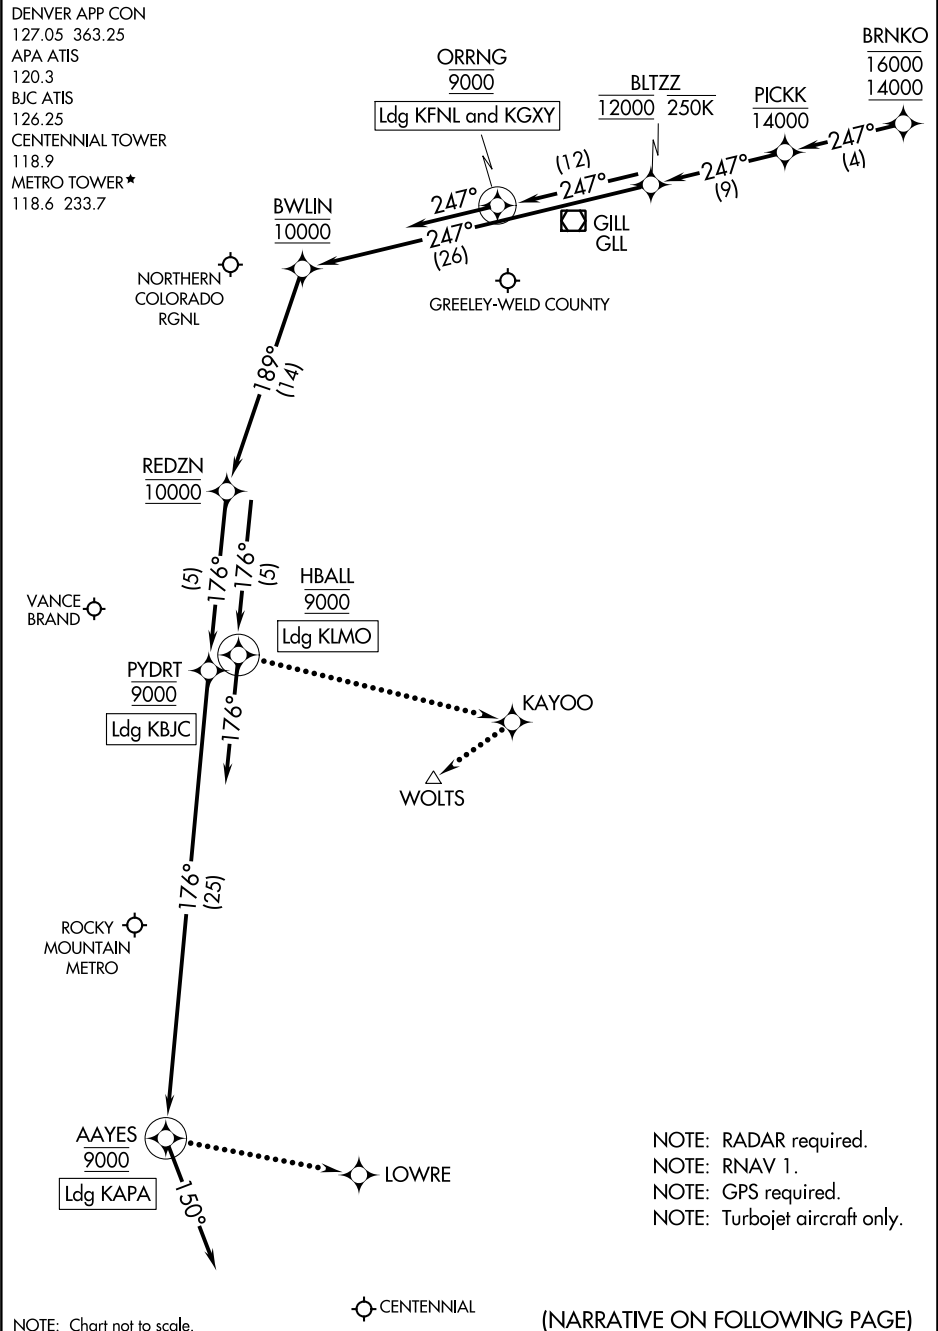 DENVER APP CON
127.05 363.25
APA ATIS
120.3
BJC ATIS
126.25
CENTENNIAL TOWER
118.9
METRO TOWER★
118.6 233.7
BRNKO
16000
14000
ORRNG
9000
Ldg KFNL and KGXY
BLTZZ
12000 250K
PICKK
14000
247°
(4)
247°
(9)
(12)
247°
247°
247°
(26)
GILL
GLL
BWLIN
10000
NORTHERN
COLORADO
RGNL
GREELEY-WELD COUNTY
189°
(14)
REDZN
10000
(5)
176°
176°
(5)
HBALL
9000
Ldg KLMO
VANCE
BRAND
PYDRT
9000
Ldg KBJC
176°
KAYOO
WOLTS
176°
(25)
ROCKY
MOUNTAIN
METRO
AAYES
9000
Ldg KAPA
150°
LOWRE
NOTE: RADAR required.
NOTE: RNAV 1.
NOTE: GPS required.
NOTE: Turbojet aircraft only.
CENTENNIAL
NOTE: Chart not to scale.
(NARRATIVE ON FOLLOWING PAGE)